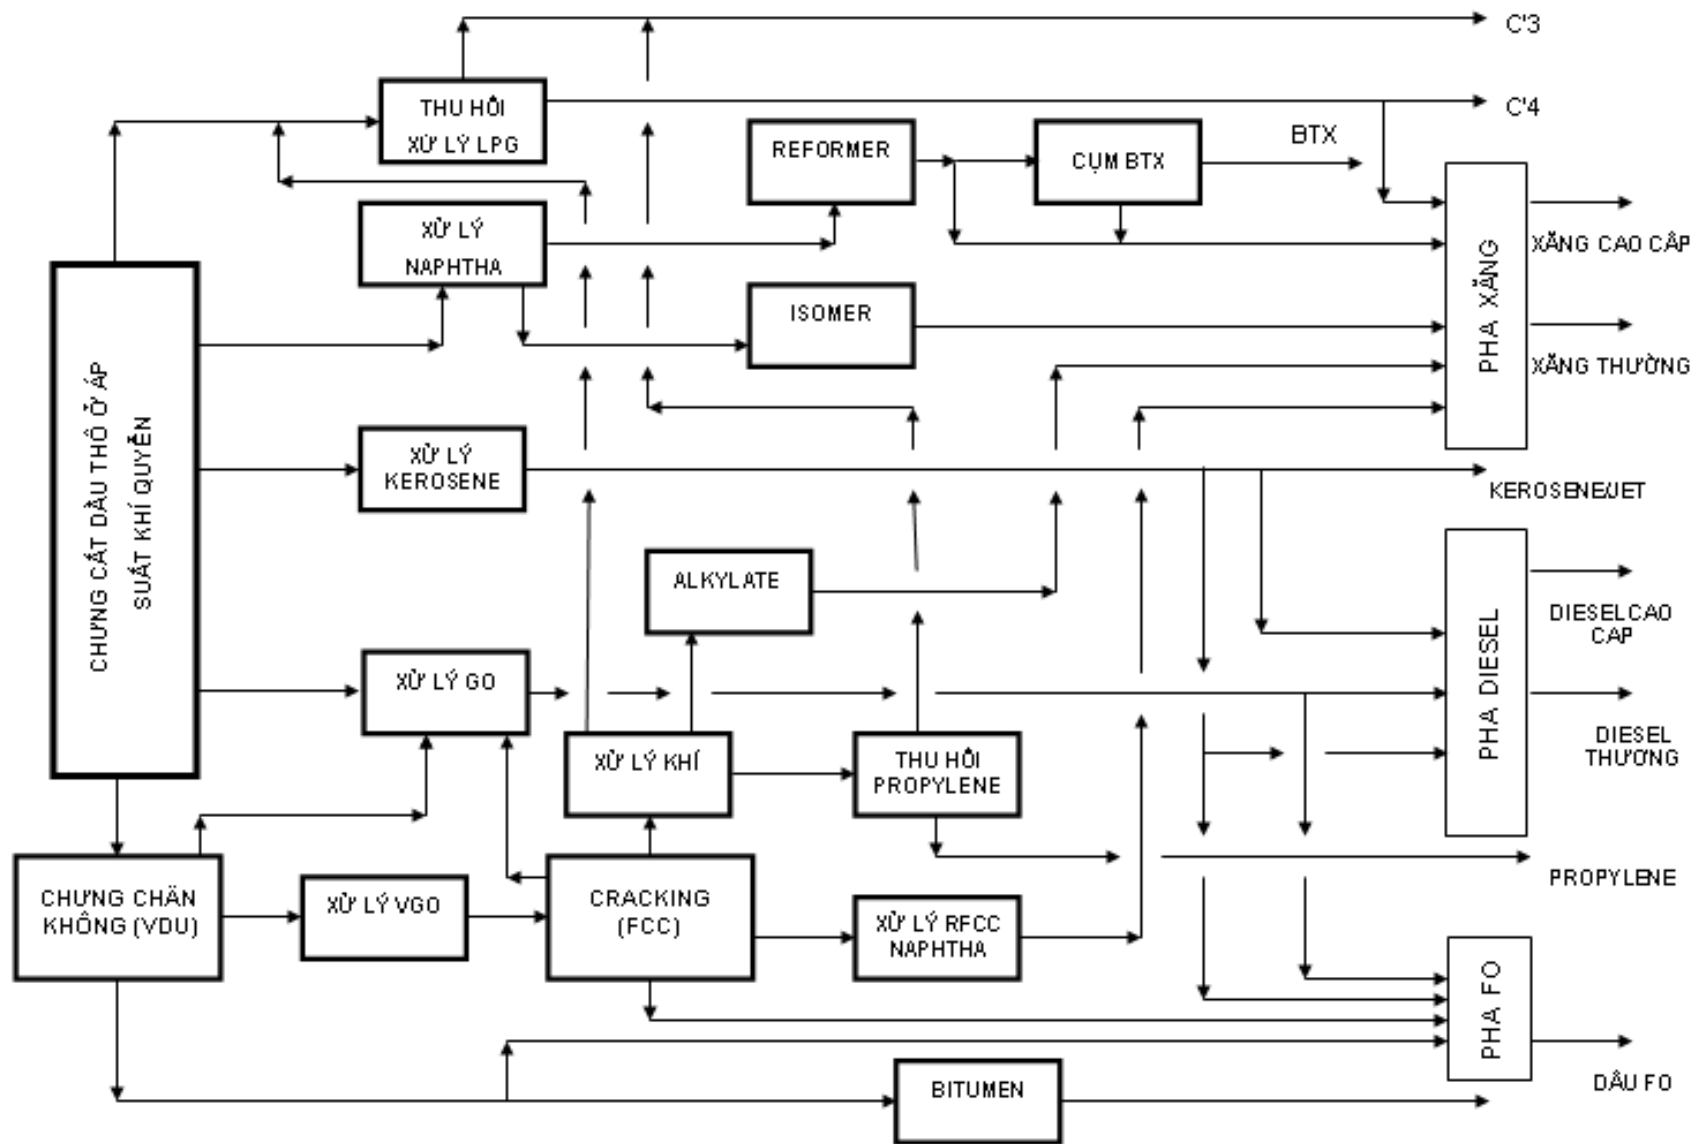 C'3
THU HỒI
XỬ LÝ LPG
C'4
REFORMER
CỤM BTX
BTX
XỬ LÝ
NAPHTHA
XĂNG CAO CẤP
PHA XĂNG
ISOMER
XĂNG THƯỜNG
CHƯNG CẤT DẦU THÔ Ở ÁP
SUẤT KHÍ QUYỂN
XỬ LÝ
KEROSENE
KEROSENE/JET
ALKYLATE
DIESEL CAO
CAP
PHA DIESEL
XỬ LÝ GO
XỬ LÝ KHÍ
THU HỒI
PROPYLENE
DIESEL
THƯƠNG
CHƯNG CHÂN
KHÔNG (VDU)
XỬ LÝ VGO
CRACKING
(FCC)
XỬ LÝ RFCC
NAPHTHA
PROPYLENE
PHA FO
BITUMEN
DẦU FO